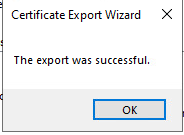 Certificate Export Wizard
The export was successful.
OK